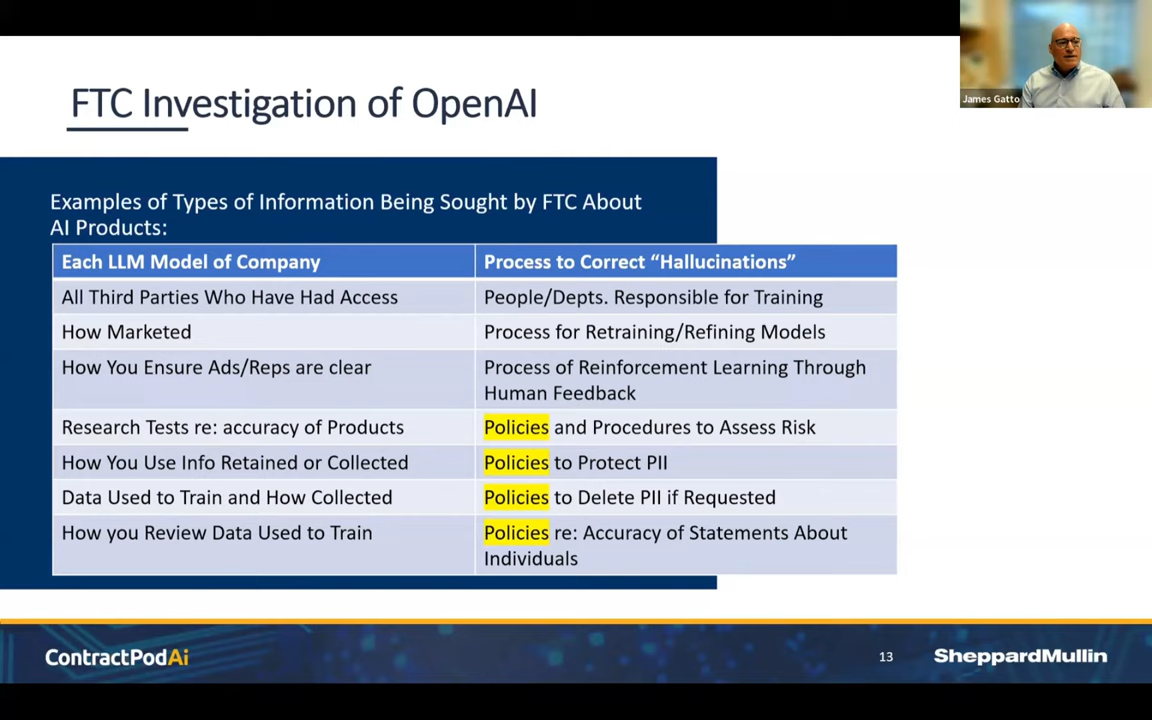 FTC Investigation of OpenAI
James Gatto
Examples of Types of Information Being Sought by FTC About
AI Products:
Each LLM Model of Company
Process to Correct “Hallucinations”
All Third Parties Who Have Had Access
People/Depts. Responsible for Training
How Marketed
Process for Retraining/Refining Models
How You Ensure Ads/Reps are clear
Process of Reinforcement Learning Through
Human Feedback
Research Tests re: accuracy of Products
Policies and Procedures to Assess Risk
How You Use Info Retained or Collected
Policies to Protect PII
Data Used to Train and How Collected
Policies to Delete PII if Requested
How you Review Data Used to Train
Policies re: Accuracy of Statements About
Individuals
ContractPodAi
13
SheppardMullin